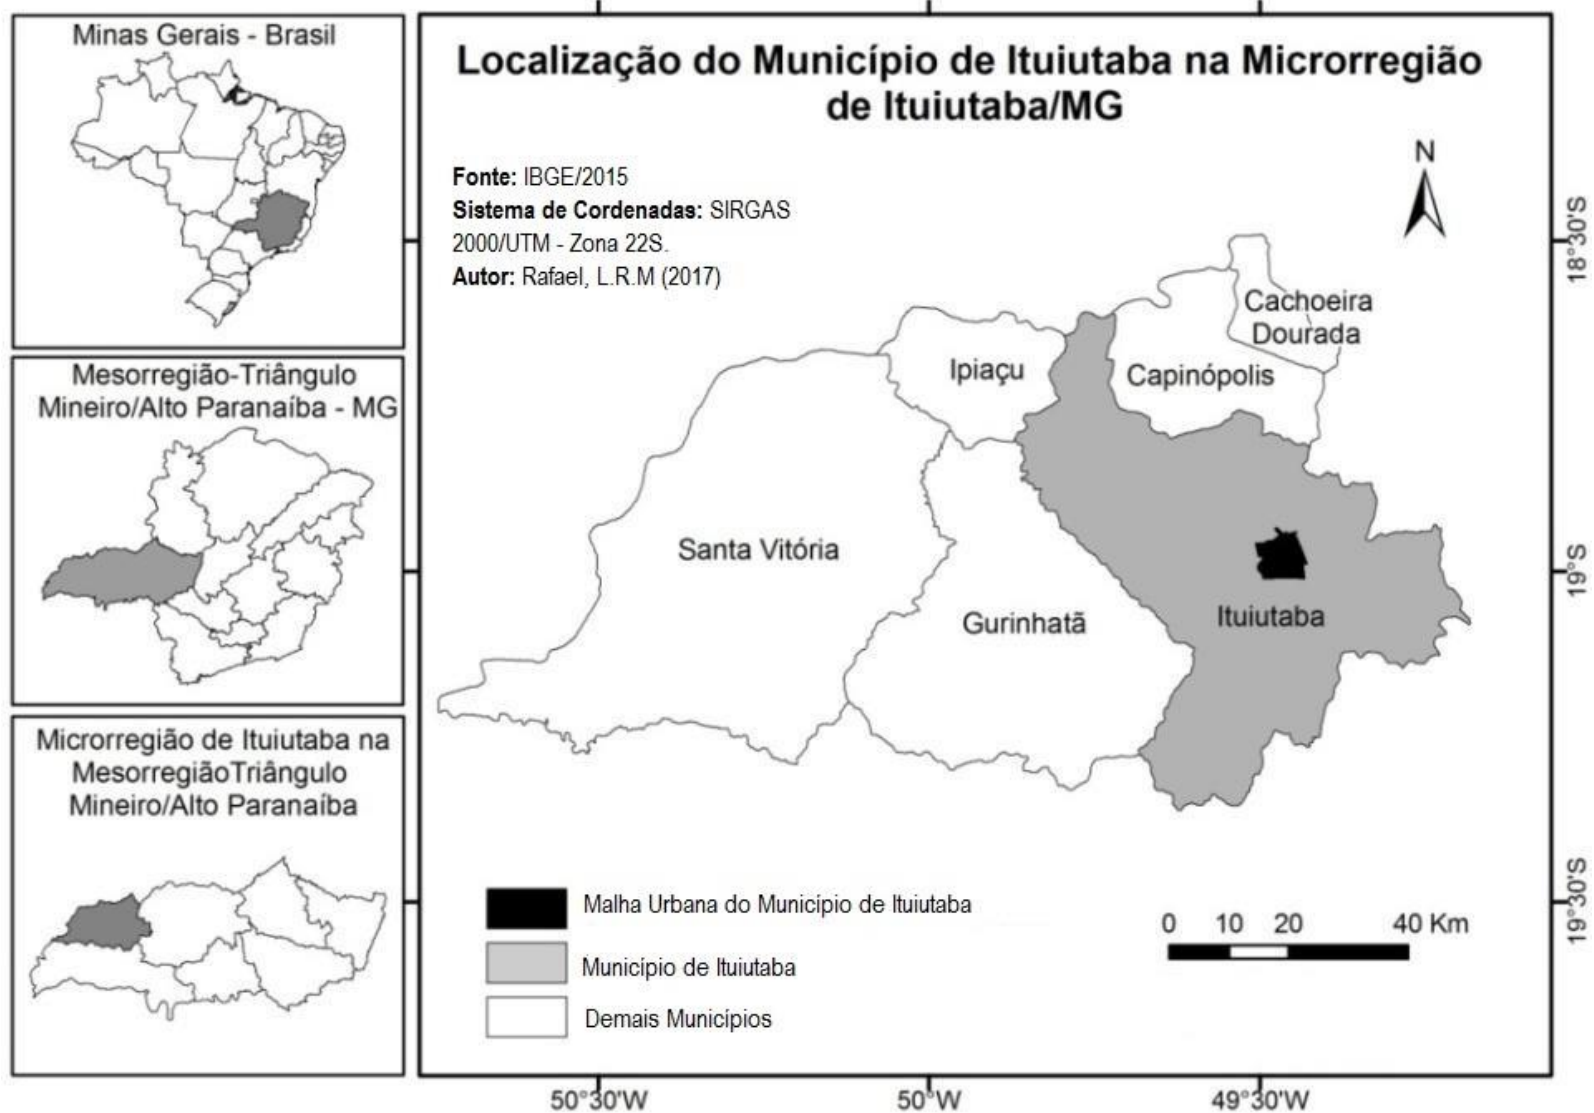 Minas Gerais - Brasil
Mesorregião-Triângulo
Mineiro/Alto Paranaíba - MG
Microrregião de Ituiutaba na
MesorregiãoTriângulo
Mineiro/Alto Paranaíba
Localização do Município de Ituiutaba na Microrregião
de Ituiutaba/MG
Fonte: IBGE/2015
Sistema de Cordenadas: SIRGAS
2000/UTM - Zona 22S.
Autor: Rafael, L.R.M (2017)
N
Cachoeira
Dourada
Ipiaçu
Capinópolis
Santa Vitória
Gurinhatã
Ituiutaba
Malha Urbana do Município de Ituiutaba
Município de Ituiutaba
Demais Municípios
0 10 20 40 Km
18°30'S
19°S
19°30'S
50°30'W
50°W
49°30'W